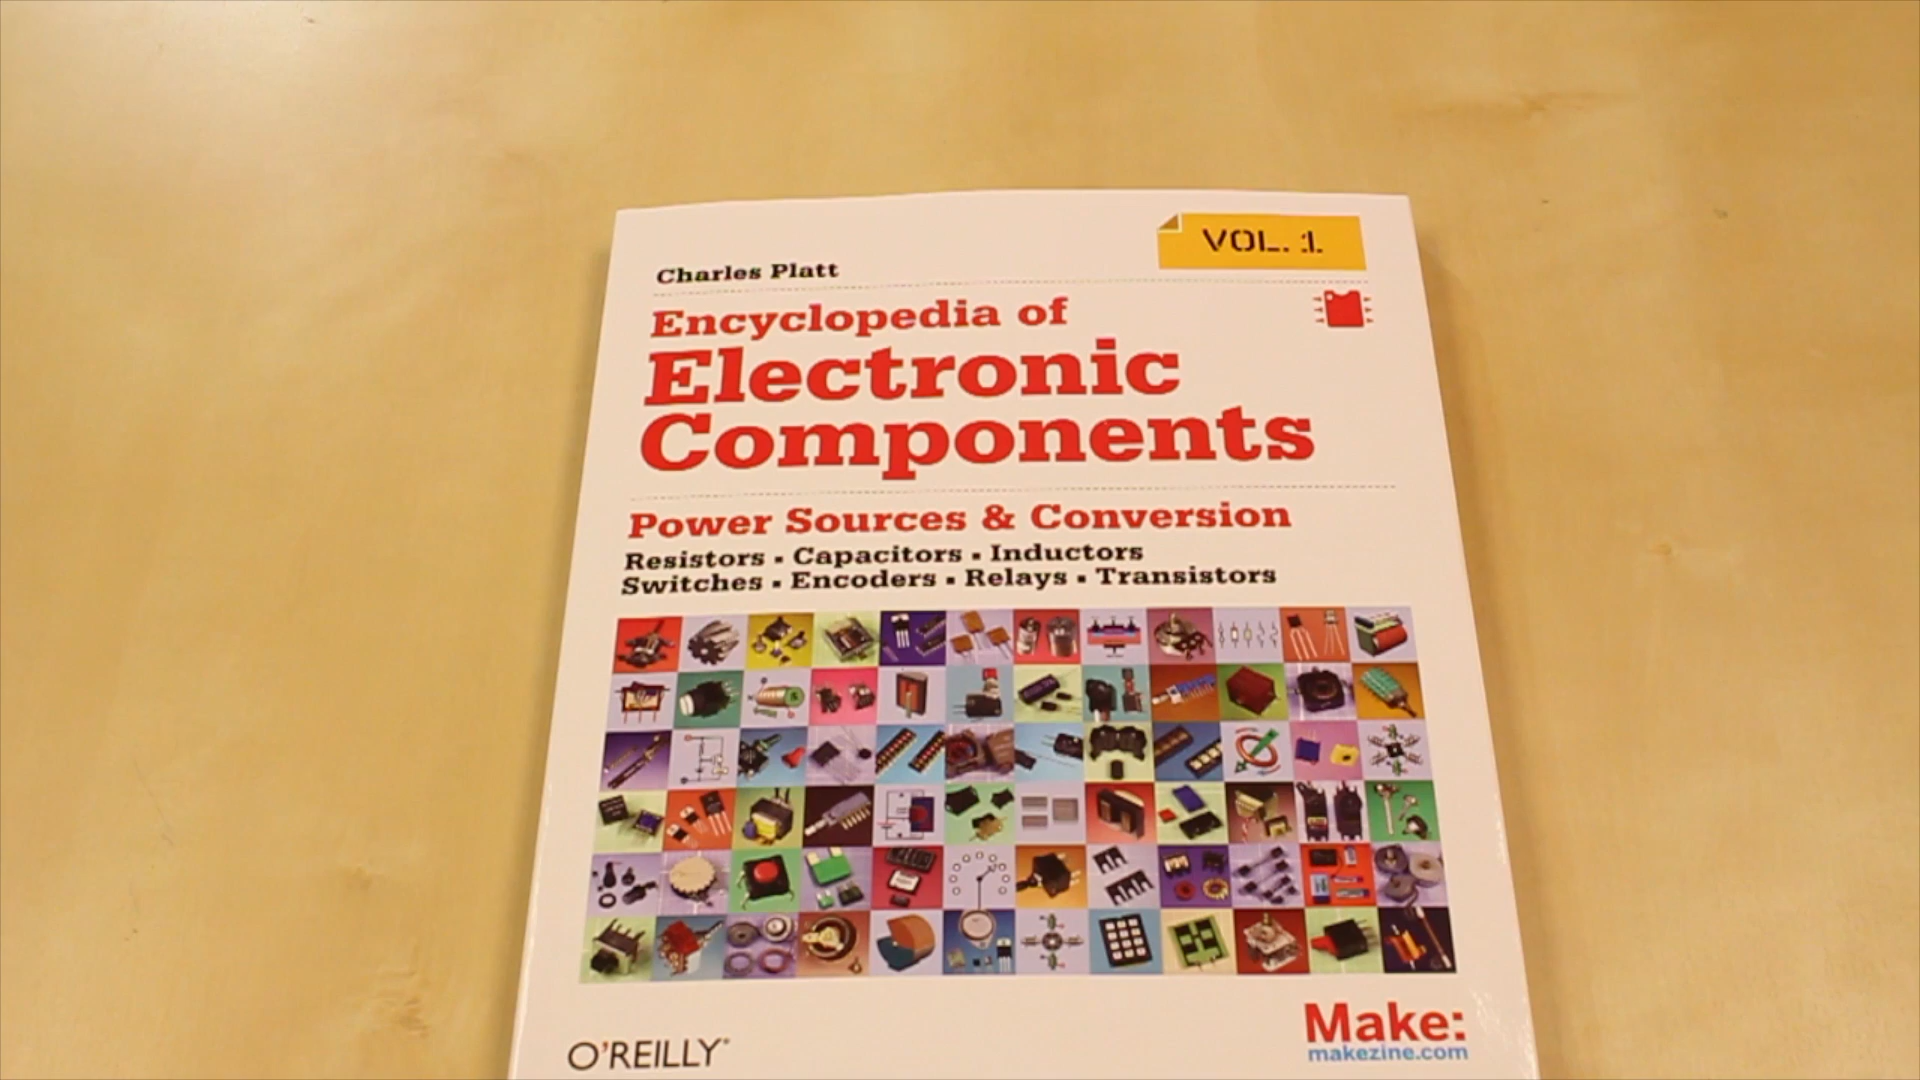 VOL. 1
Charles Platt
Encyclopedia of
Electronic
Components
Power Sources & Conversion
Resistors ▪ Capacitors ▪ Inductors
Switches ▪ Encoders ▪ Relays ▪ Transistors
O'REILLY®
Make:
makezine.com